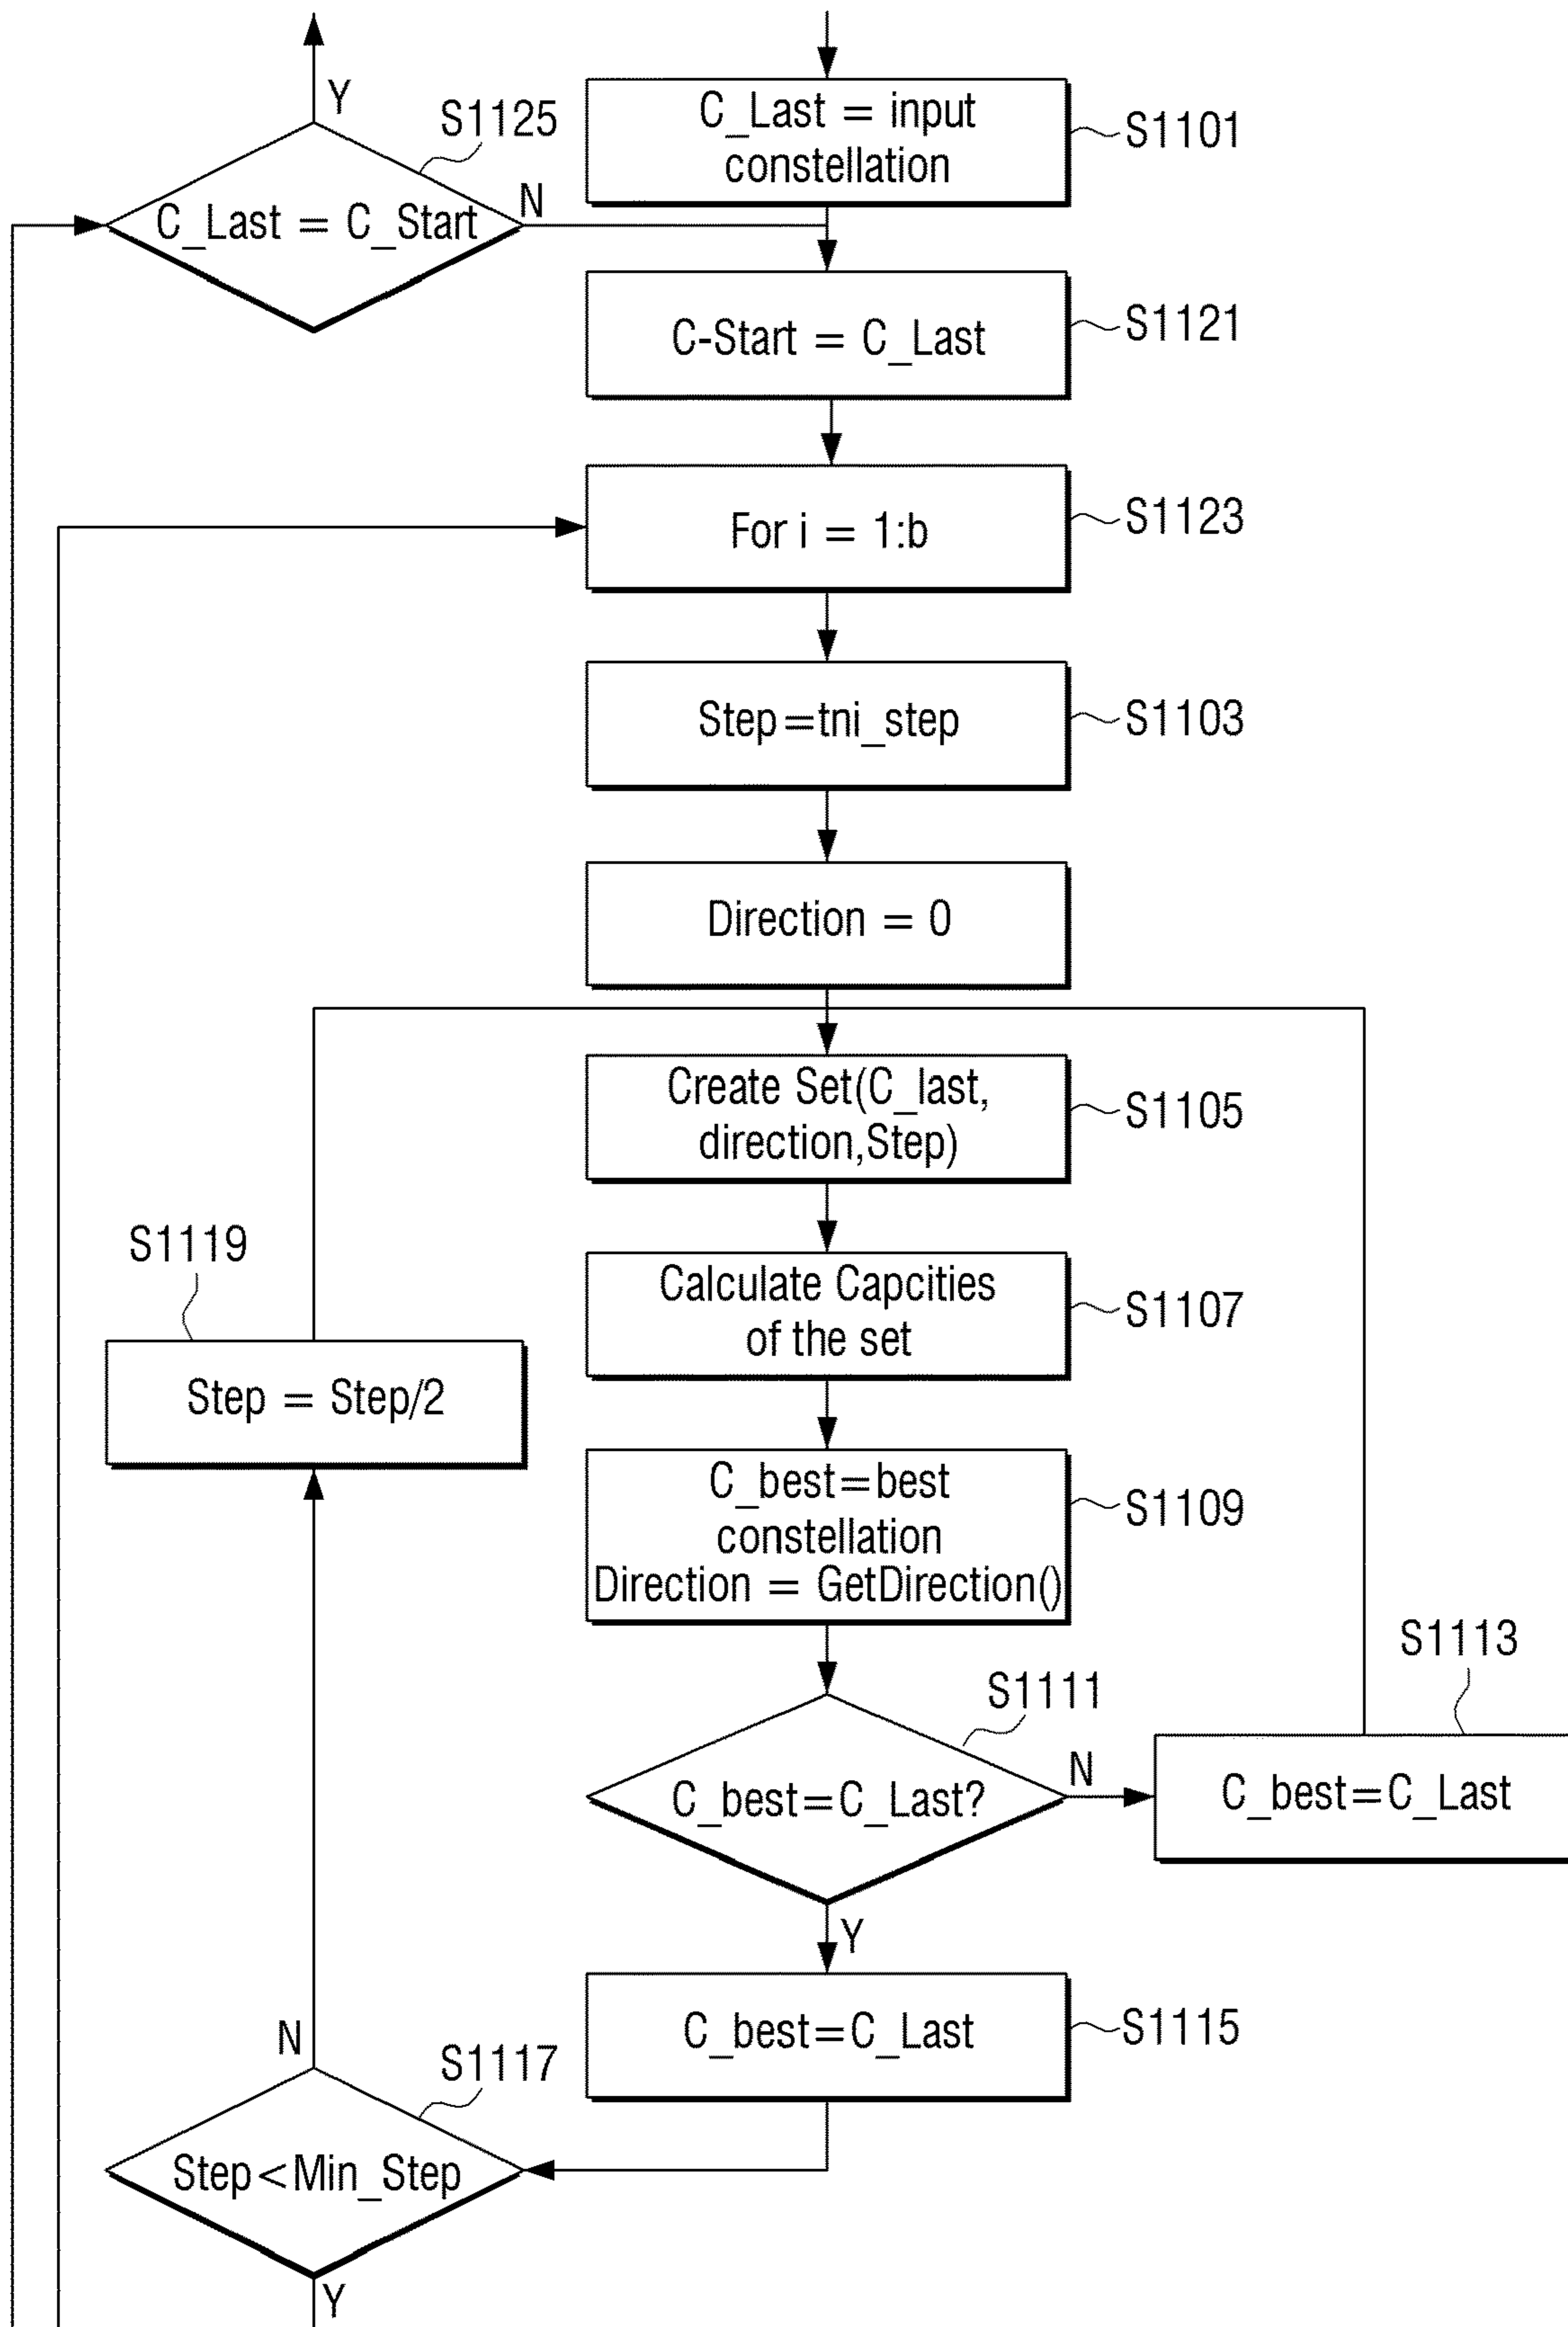 Y
S1125
C_Last = C_Start
N
C_Last = input
constellation
S1101
C-Start = C_Last
S1121
For i = 1:b
S1123
Step=tni_step
S1103
Direction = 0
Create Set(C_last,
direction,Step)
S1105
S1119
Calculate Capcities
of the set
S1107
Step = Step/2
C_best=best
constellation
Direction = GetDirection()
S1109
S1113
S1111
C_best=C_Last?
N
C_best=C_Last
Y
C_best=C_Last
S1115
N
S1117
Step<Min_Step
Y